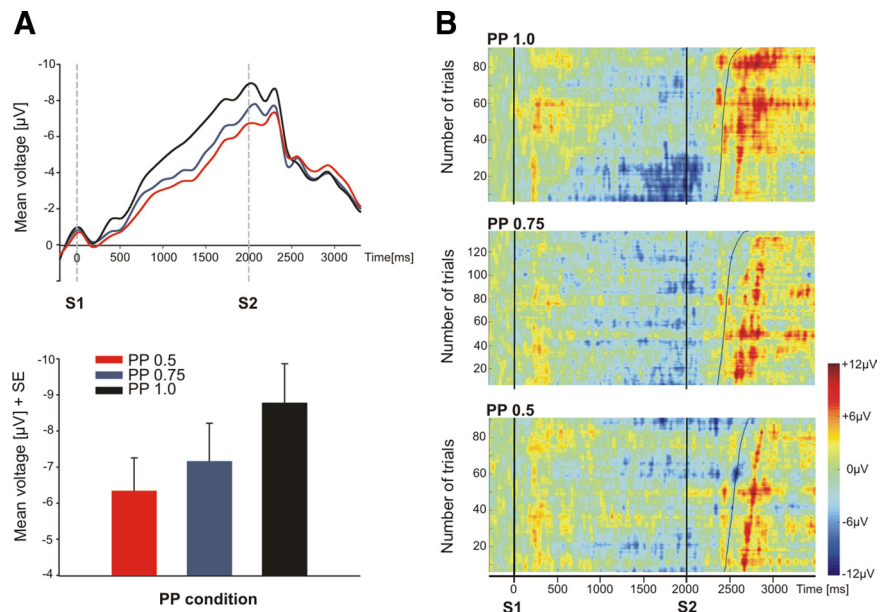 A
-10
-8
-6
-4
-2
0
Mean voltage [μV]
0 500 1000 1500 2000 2500 3000 Time[ms]
S1 S2
-10
-9
-8
-7
-6
-5
-4
Mean voltage [μV] + SE
PP 0.5
PP 0.75
PP 1.0
PP condition
B
PP 1.0
80
60
40
20
Number of trials
PP 0.75
120
100
80
60
40
20
Number of trials
PP 0.5
80
60
40
20
Number of trials
0 500 1000 1500 2000 2500 3000 Time [ms]
S1 S2
+12μV
+6μV
0μV
-6μV
-12μV